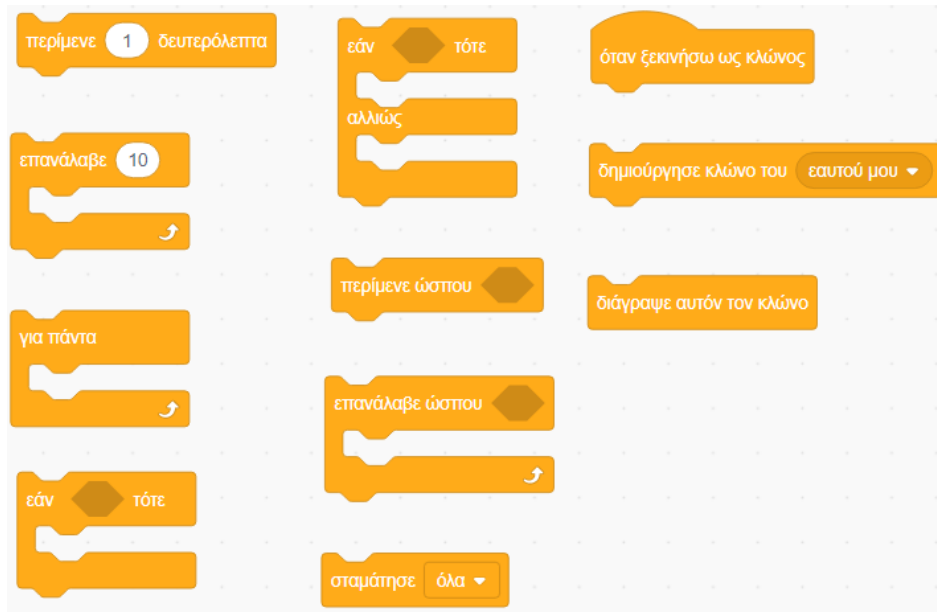 περίμενε 1 δευτερόλεπτα
επανάλαβε 10
για πάντα
εάν τότε
εάν τότε
αλλιώς
περίμενε ώσπου
επανάλαβε ώσπου
σταμάτησε όλα
όταν ξεκινήσω ως κλώνος
δημιούργησε κλώνο του εαυτού μου
διάγραψε αυτόν τον κλώνο